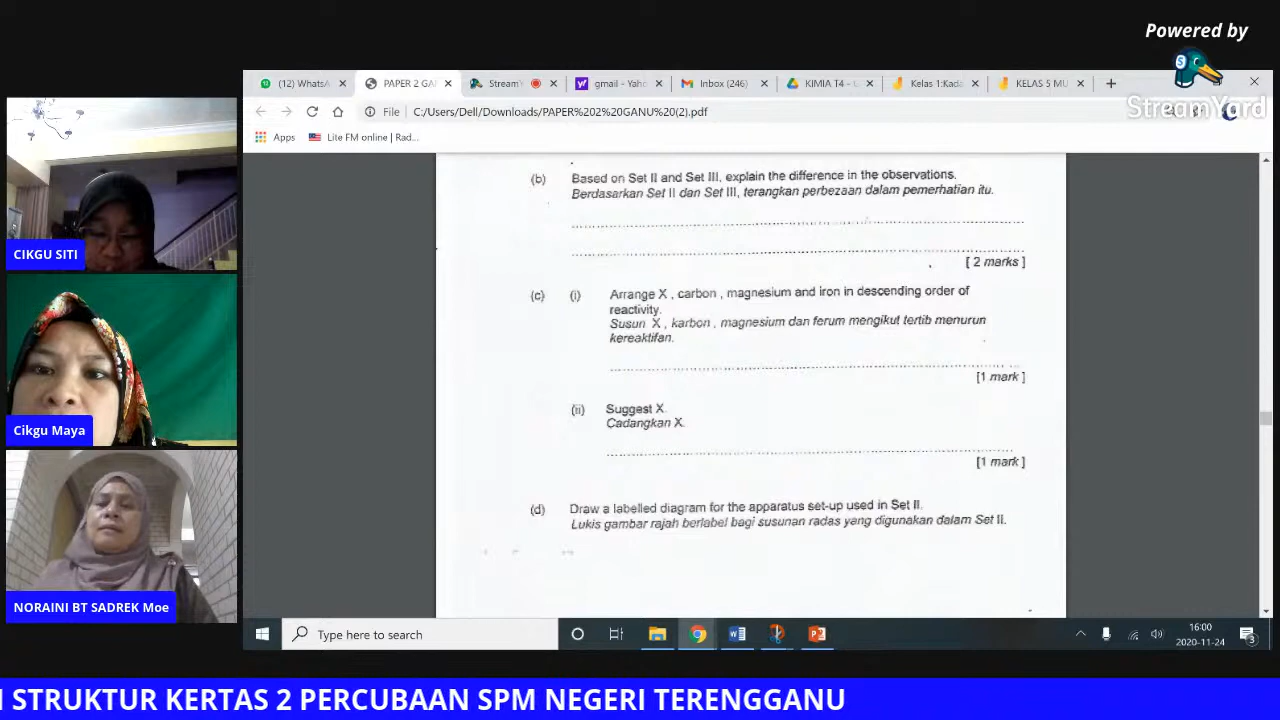 Powered by
StreamYard
(12) WhatsA
PAPER 2 GAN
StreamY
gmail - Yaho
Inbox (246)
KIMIA T4 - G
Kelas 1:Kada
KELAS 5 MU
File
C:/Users/Dell/Downloads/PAPER%202%20GANU%20(2).pdf
Apps
Lite FM online | Rad...
(b) Based on Set II and Set III, explain the difference in the observations.
Berdasarkan Set II dan Set III, terangkan perbezaan dalam pemerhatian itu.
[ 2 marks ]
(c) (i) Arrange X , carbon , magnesium and iron in descending order of
reactivity.
Susun X , karbon , magnesium dan ferum mengikut tertib menurun
kereaktifan.
[1 mark ]
(ii) Suggest X.
Cadangkan X.
[1 mark ]
(d) Draw a labelled diagram for the apparatus set-up used in Set II.
Lukis gambar rajah berlabel bagi susunan radas yang digunakan dalam Set II.
CIKGU SITI
Cikgu Maya
NORAINI BT SADREK Moe
Type here to search
16:00
2020-11-24
3
STRUKTUR KERTAS 2 PERCUBAAN SPM NEGERI TERENGGANU